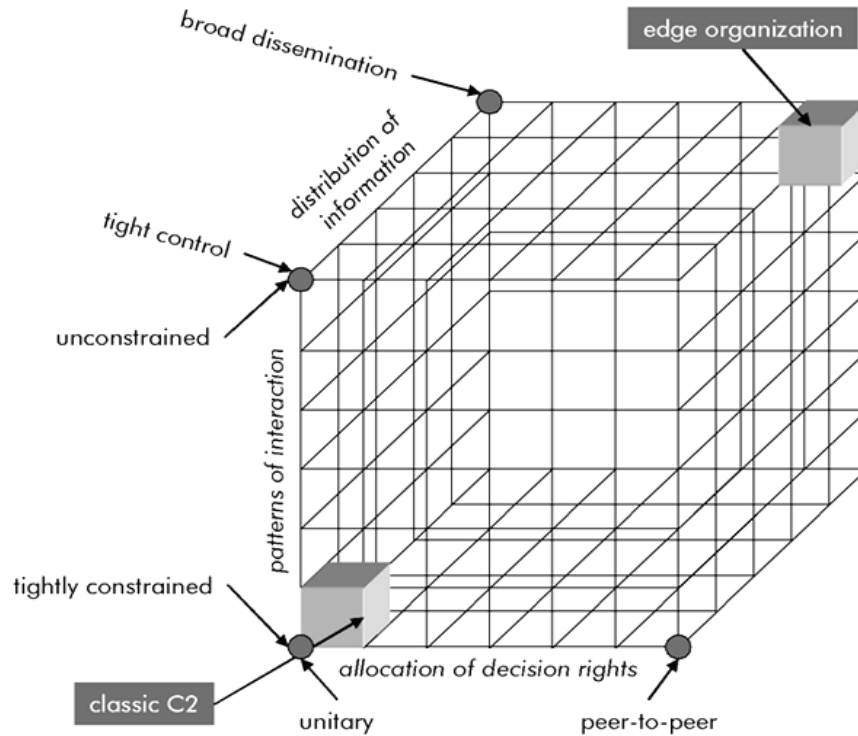 edge organization
broad dissemination
distribution of
information
tight control
unconstrained
patterns of interaction
tightly constrained
allocation of decision rights
classic C2
unitary
peer-to-peer